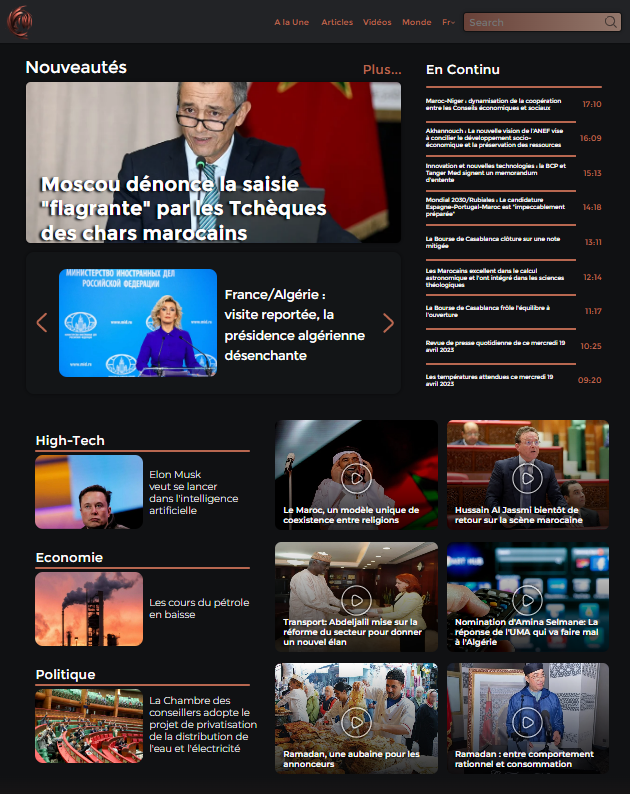 A la Une
Articles
Vidéos
Monde
Fr
Search
Nouveautés
Plus...
Moscou dénonce la saisie
"flagrante" par les Tchèques
des chars marocains
МИНИСТЕРСТВО ИНОСТРАННЫХ ДЕЛ
РОССИЙСКОЙ ФЕДЕРАЦИИ
France/Algérie :
visite reportée, la
présidence algérienne
désenchante
En Continu
Maroc-Niger : dynamisation de la coopération
entre les Conseils économiques et sociaux
17:10
Akhannouch : La nouvelle vision de l'ANEF vise
à concilier le développement socio-
économique et la préservation des ressources
16:09
Innovation et nouvelles technologies : la BCP et
Tanger Med signent un memorandum
d'entente
15:13
Mondial 2030/Rubiales : La candidature
Espagne-Portugal-Maroc est "impeccablement
préparée"
14:18
La Bourse de Casablanca clôture sur une note
mitigée
13:11
Les Marocains excellent dans le calcul
astronomique et l'ont intégré dans les sciences
théologiques
12:14
La Bourse de Casablanca frôle l'équilibre à
l'ouverture
11:17
Revue de presse quotidienne de ce mercredi 19
avril 2023
10:25
Les températures attendues ce mercredi 19
avril 2023
09:20
High-Tech
Elon Musk
veut se lancer
dans l'intelligence
artificielle
Economie
Les cours du pétrole
en baisse
Politique
La Chambre des
conseillers adopte le
projet de privatisation
de la distribution de
l'eau et l'électricité
Le Maroc, un modèle unique de
coexistence entre religions
Hussain Al Jassmi bientôt de
retour sur la scène marocaine
Transport: Abdeljalil mise sur la
réforme du secteur pour donner
un nouvel élan
Nomination d'Amina Selmane: La
réponse de l'UMA qui va faire mal
à l'Algérie
Ramadan, une aubaine pour les
annonceurs
Ramadan : entre comportement
rationnel et consommation